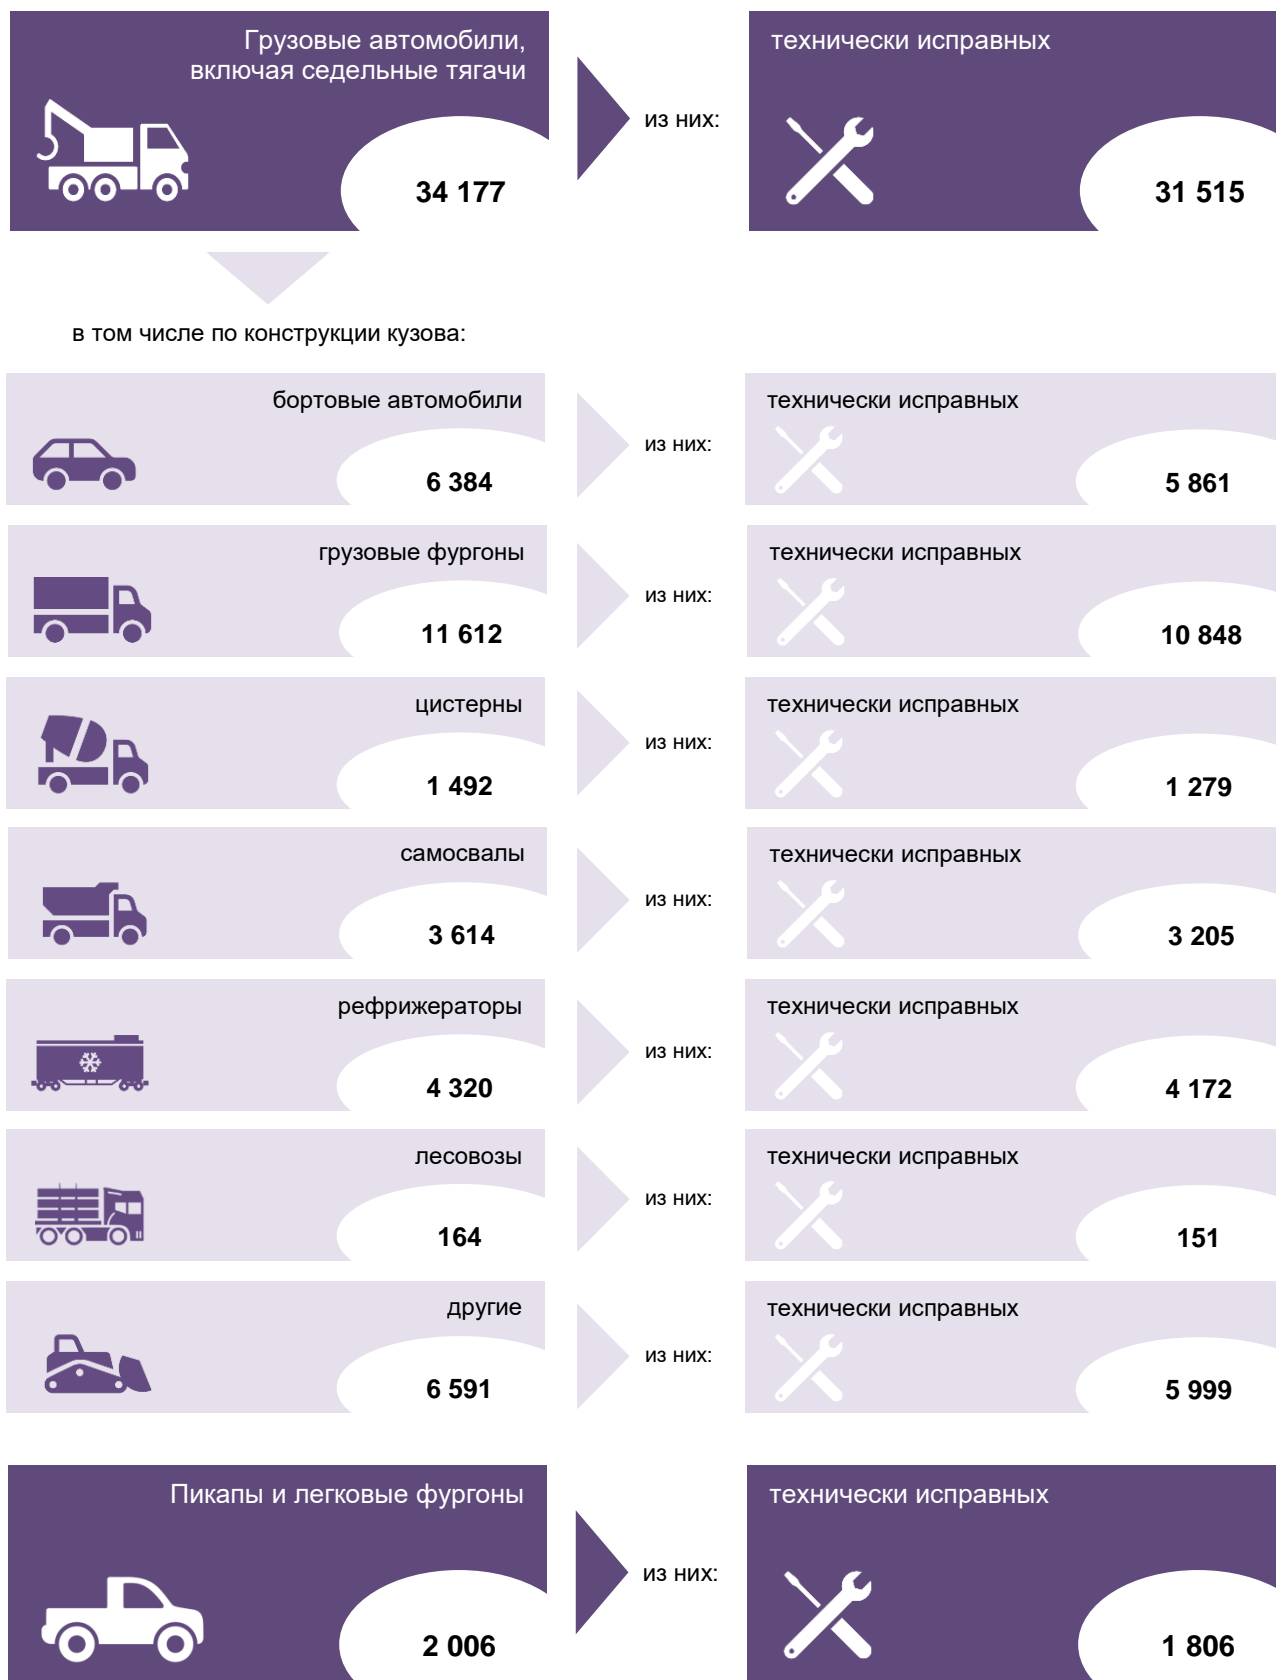 Грузовые автомобили,
включая седельные тягачи
34 177
из них:
технически исправных
31 515
в том числе по конструкции кузова:
бортовые автомобили
6 384
из них:
технически исправных
5 861
грузовые фургоны
11 612
из них:
технически исправных
10 848
цистерны
1 492
из них:
технически исправных
1 279
самосвалы
3 614
из них:
технически исправных
3 205
рефрижераторы
4 320
из них:
технически исправных
4 172
лесовозы
164
из них:
технически исправных
151
другие
6 591
из них:
технически исправных
5 999
Пикапы и легковые фургоны
2 006
из них:
технически исправных
1 806